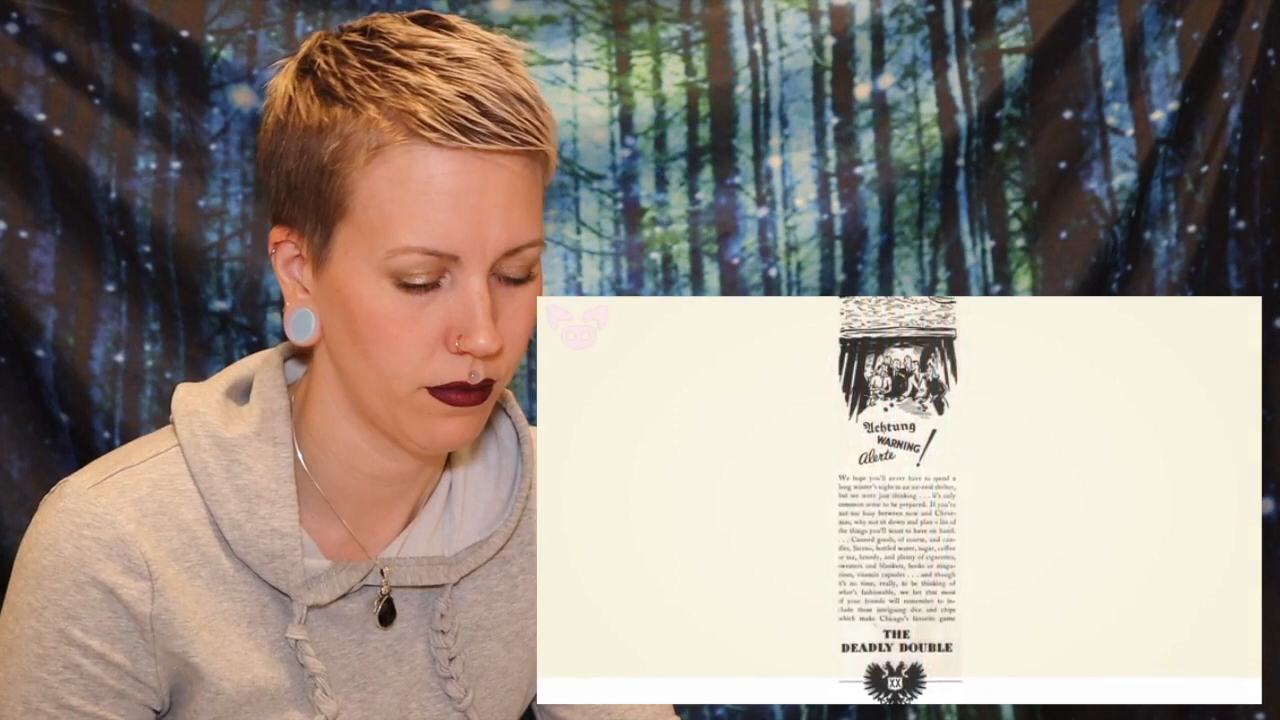 Achtung
WARNING
Alerte !
We hope you'll never have to spend a
long winter's night in an air-raid shelter,
but we were just thinking . . . it's only
common sense to be prepared. If you're
not too busy between now and Christ-
mas, why not sit down and plan a list of
the things you'll want to have on hand.
. . . Canned goods, of course, and can-
dles, Sterno, bottled water, sugar, coffee
or tea, brandy, and plenty of cigarettes,
sweaters and blankets, books or maga-
zines, vitamin capsules . . . and though
it's no time, really, to be thinking of
what's fashionable, we bet that most
of your friends will remember to in-
clude those intriguing dice and chips
which make Chicago's favorite game
THE
DEADLY DOUBLE
XX